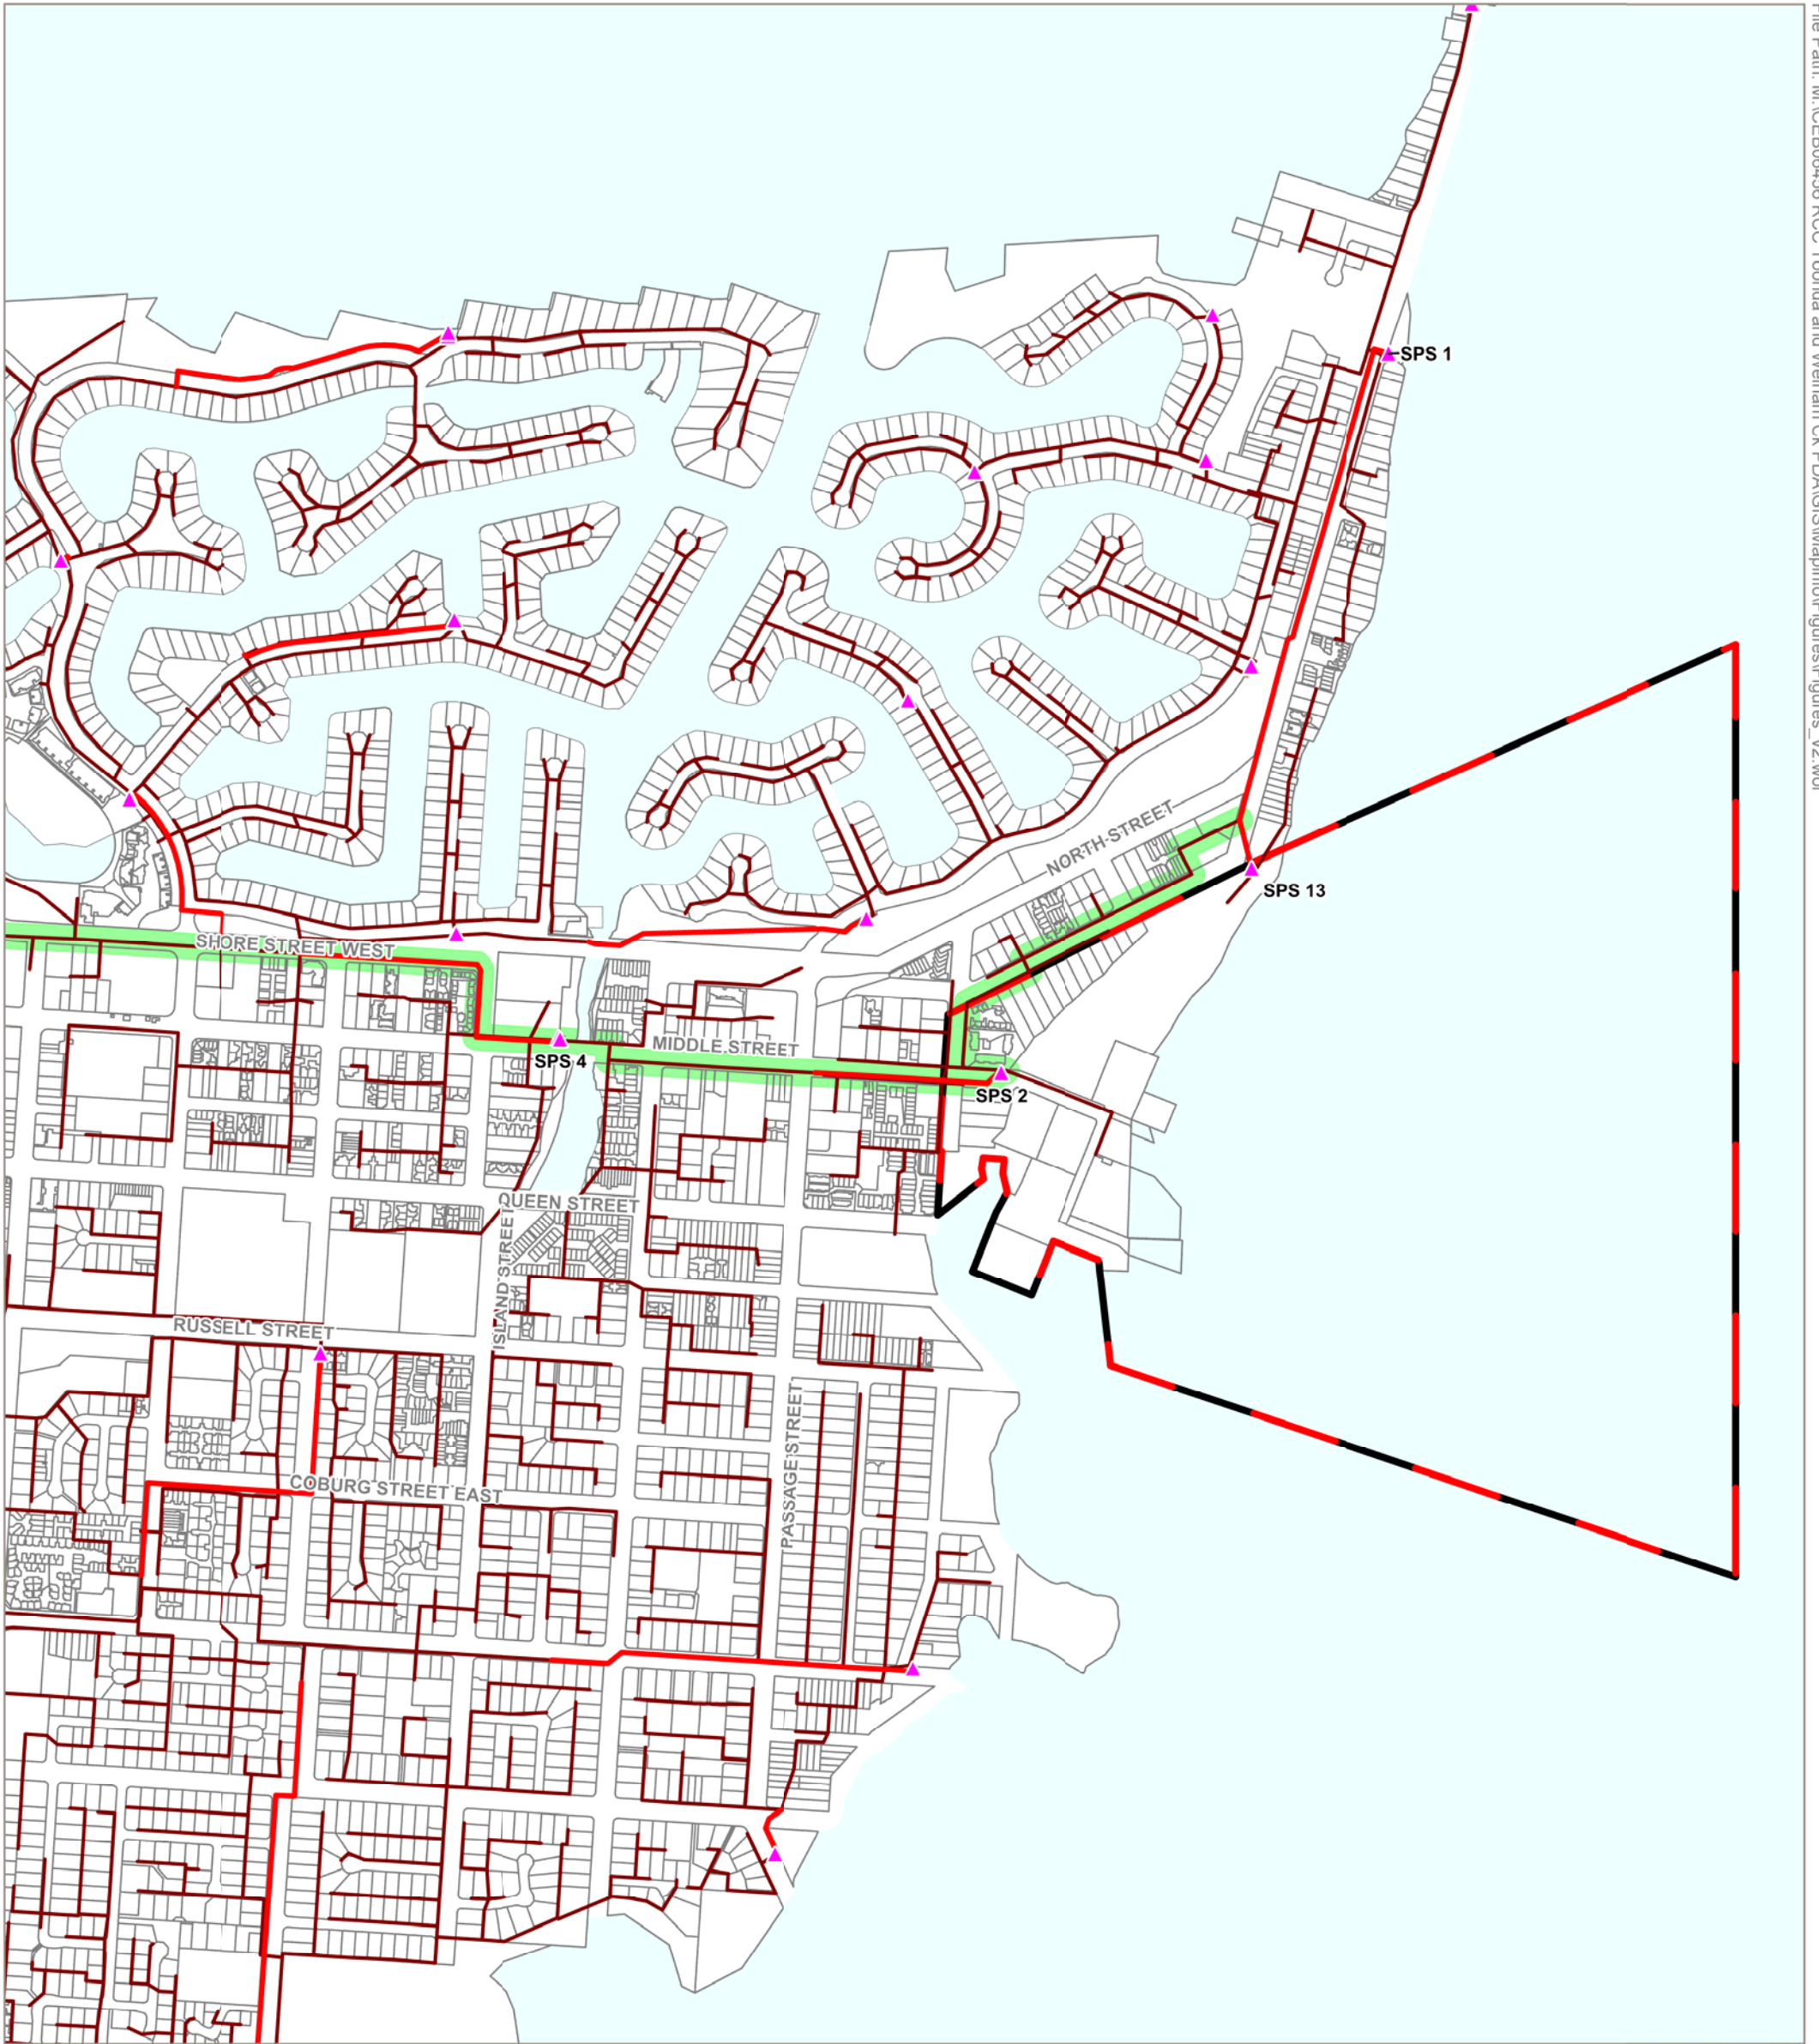 SPS 1
NORTH STREET
SPS 13
SHORE STREET WEST
MIDDLE STREET
SPS 4
SPS 2
QUEEN STREET
ISLAND STREET
RUSSELL STREET
PASSAGE STREET
COBURG STREET EAST